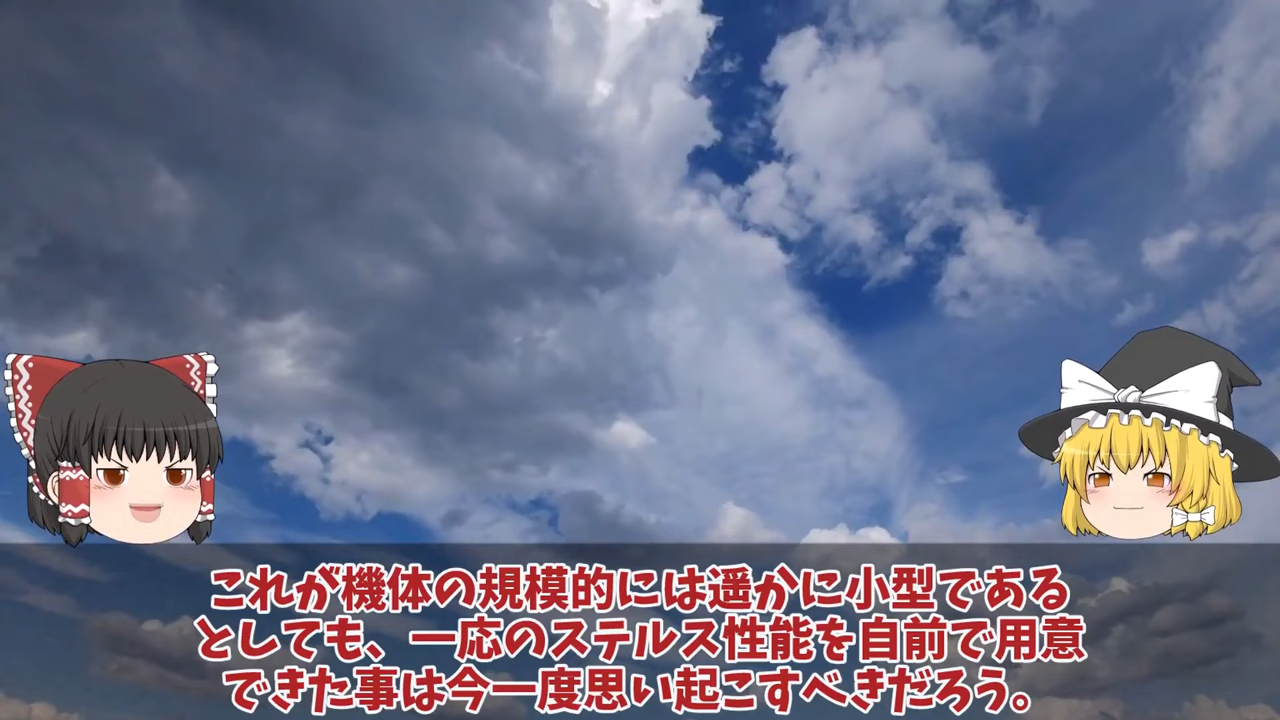 これが機体の規模的には遥かに小型である
としても、一応のステルス性能を自前で用意
できた事は今一度思い起こすべきだろう。